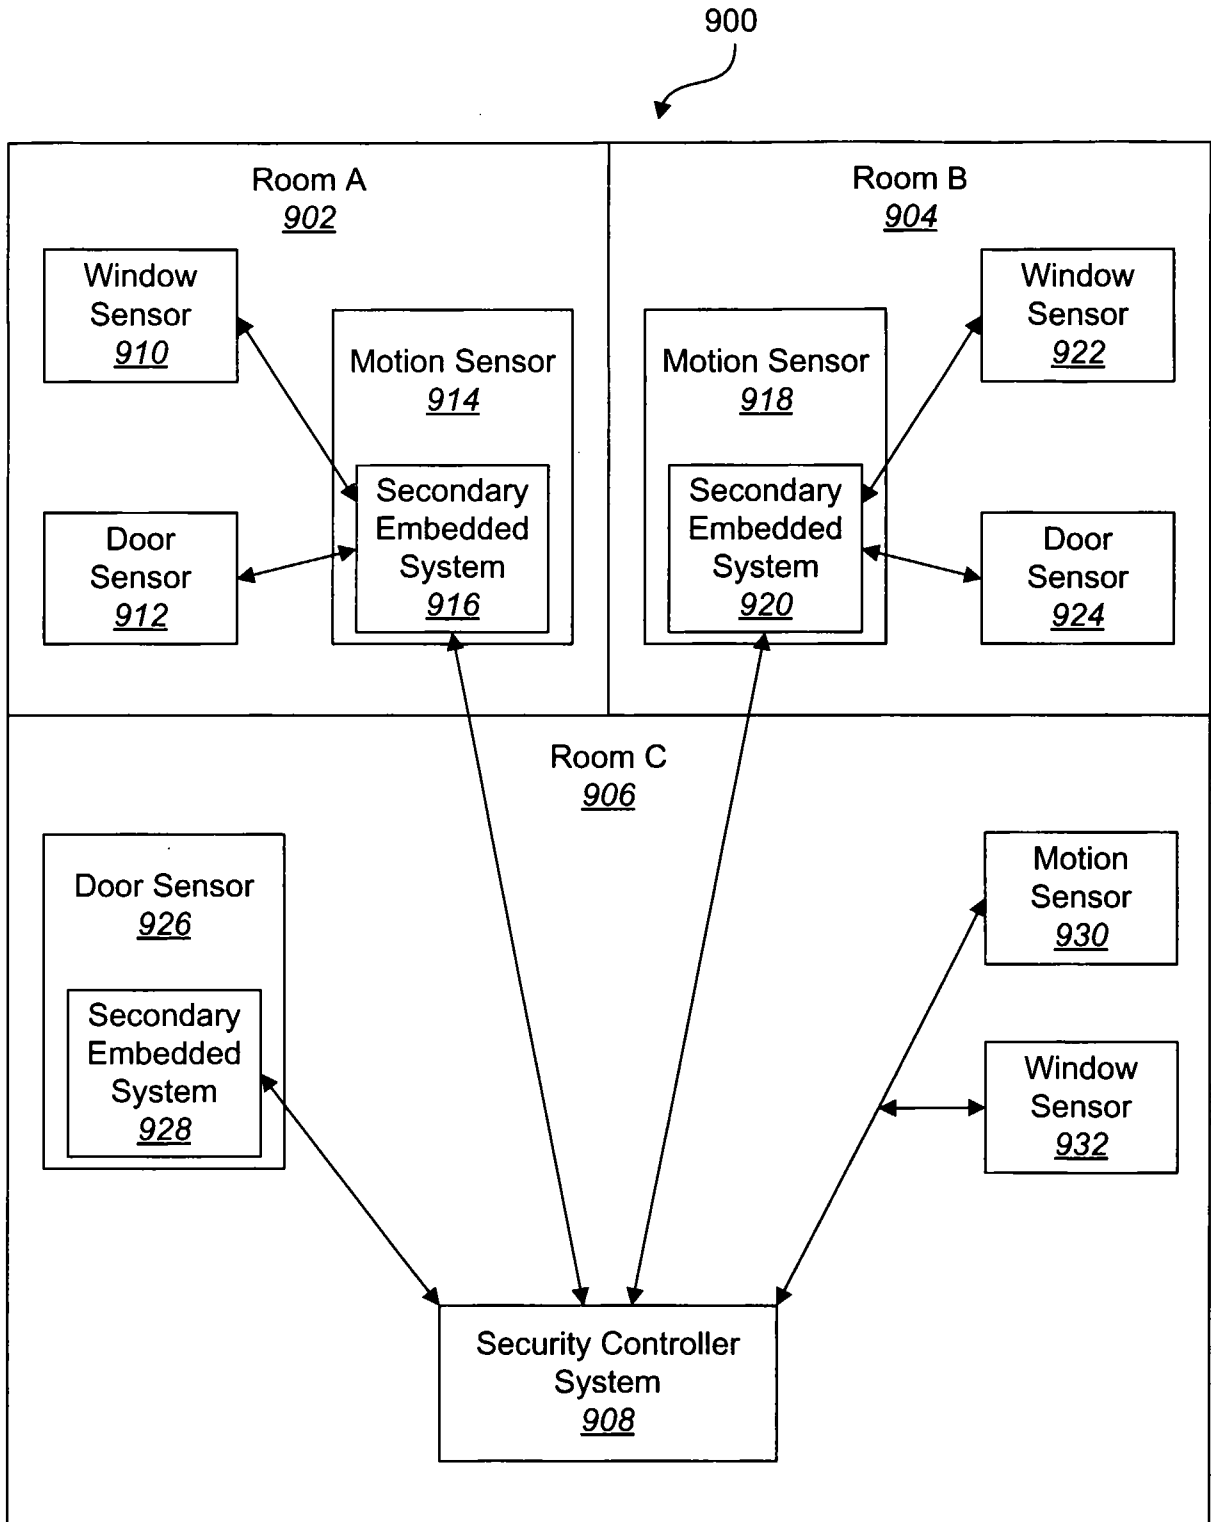 900
Room A
902
Room B
904
Window
Sensor
910
Motion Sensor
914
Secondary
Embedded
System
916
Door
Sensor
912
Motion Sensor
918
Secondary
Embedded
System
920
Window
Sensor
922
Door
Sensor
924
Room C
906
Door Sensor
926
Secondary
Embedded
System
928
Motion
Sensor
930
Window
Sensor
932
Security Controller
System
908